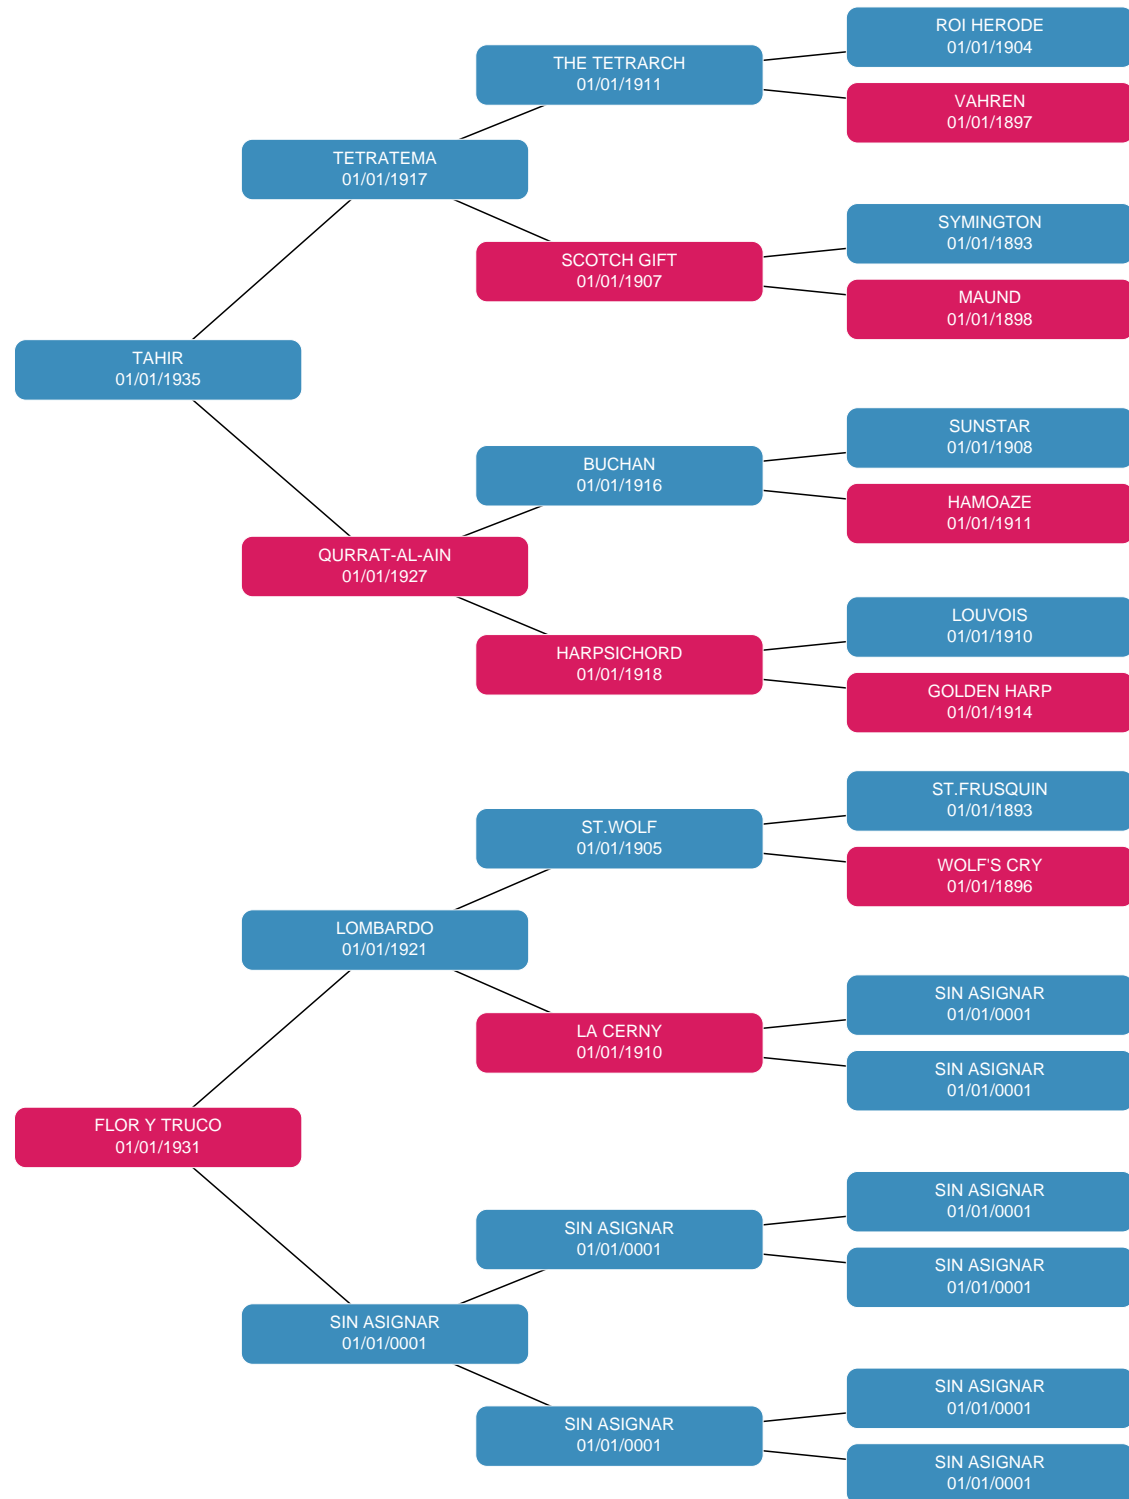 ROI HERODE
01/01/1904
THE TETRARCH
01/01/1911
VAHREN
01/01/1897
TETRATEMA
01/01/1917
SYMINGTON
01/01/1893
SCOTCH GIFT
01/01/1907
MAUND
01/01/1898
TAHIR
01/01/1935
SUNSTAR
01/01/1908
BUCHAN
01/01/1916
HAMOAZE
01/01/1911
QURRAT-AL-AIN
01/01/1927
LOUVOIS
01/01/1910
HARPSICHORD
01/01/1918
GOLDEN HARP
01/01/1914
ST.FRUSQUIN
01/01/1893
ST.WOLF
01/01/1905
WOLF'S CRY
01/01/1896
LOMBARDO
01/01/1921
SIN ASIGNAR
01/01/0001
LA CERNY
01/01/1910
SIN ASIGNAR
01/01/0001
FLOR Y TRUCO
01/01/1931
SIN ASIGNAR
01/01/0001
SIN ASIGNAR
01/01/0001
SIN ASIGNAR
01/01/0001
SIN ASIGNAR
01/01/0001
SIN ASIGNAR
01/01/0001
SIN ASIGNAR
01/01/0001
SIN ASIGNAR
01/01/0001